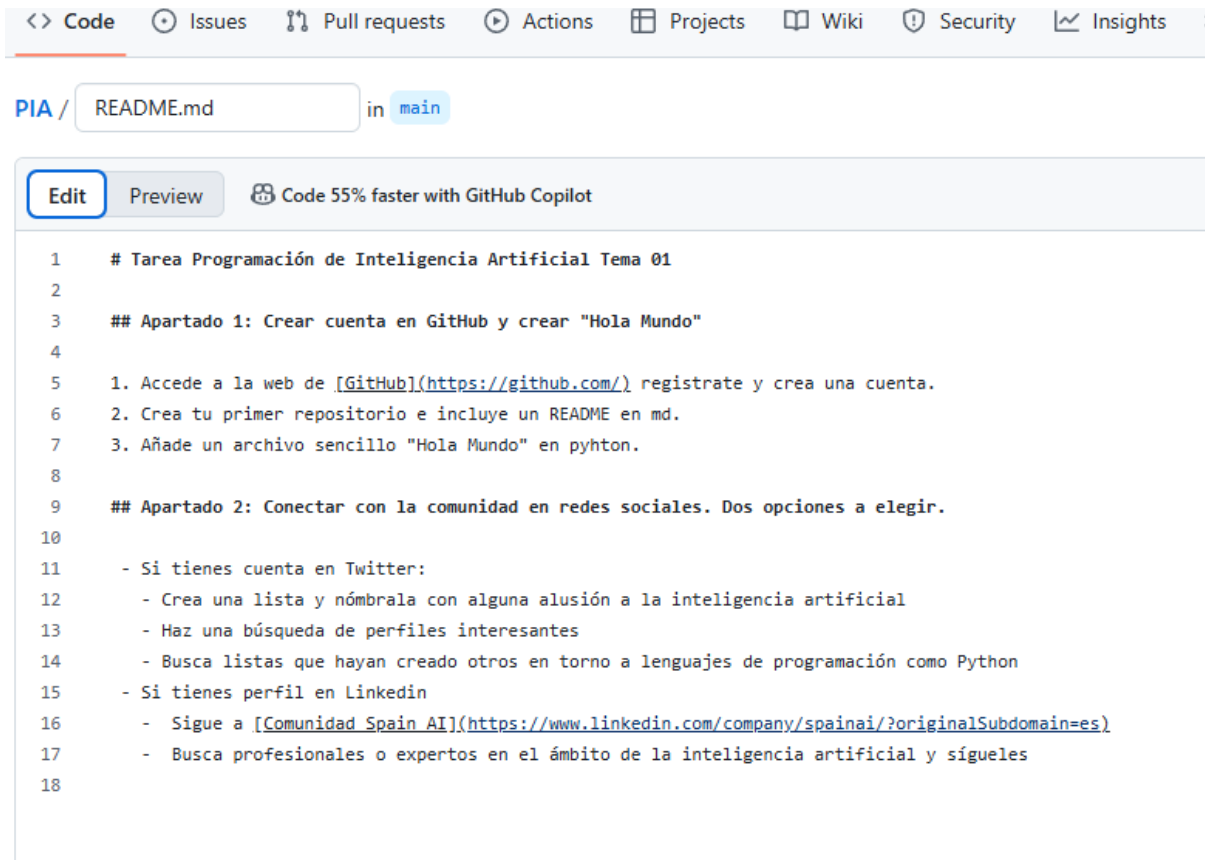 <> Code Issues Pull requests Actions Projects Wiki Security Insights
PIA / README.md in main
Edit Preview Code 55% faster with GitHub Copilot
1 # Tarea Programación de Inteligencia Artificial Tema 01
2
3 ## Apartado 1: Crear cuenta en GitHub y crear "Hola Mundo"
4
5 1. Accede a la web de [GitHub](https://github.com/) registrate y crea una cuenta.
6 2. Crea tu primer repositorio e incluye un README en md.
7 3. Añade un archivo sencillo "Hola Mundo" en pyhton.
8
9 ## Apartado 2: Conectar con la comunidad en redes sociales. Dos opciones a elegir.
10
11 - Si tienes cuenta en Twitter:
12 - Crea una lista y nómbrala con alguna alusión a la inteligencia artificial
13 - Haz una búsqueda de perfiles interesantes
14 - Busca listas que hayan creado otros en torno a lenguajes de programación como Python
15 - Si tienes perfil en Linkedin
16 - Sigue a [Comunidad Spain AI](https://www.linkedin.com/company/spainai/?originalSubdomain=es)
17 - Busca profesionales o expertos en el ámbito de la inteligencia artificial y sígueles
18